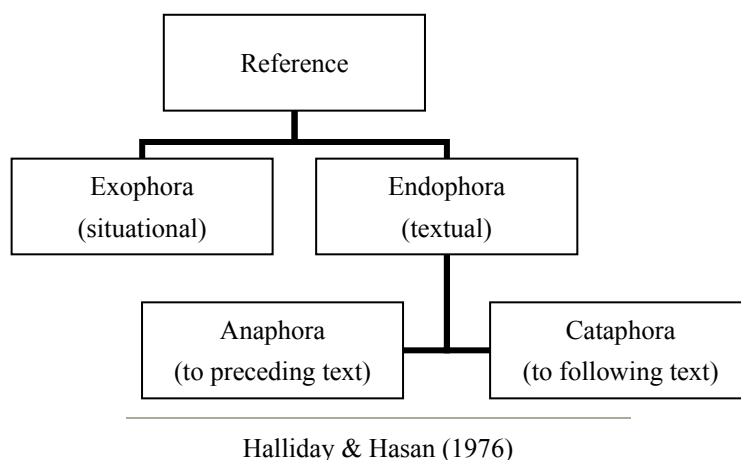 Reference
Exophora
(situational)
Endophora
(textual)
Anaphora
(to preceding text)
Cataphora
(to following text)
Halliday & Hasan (1976)